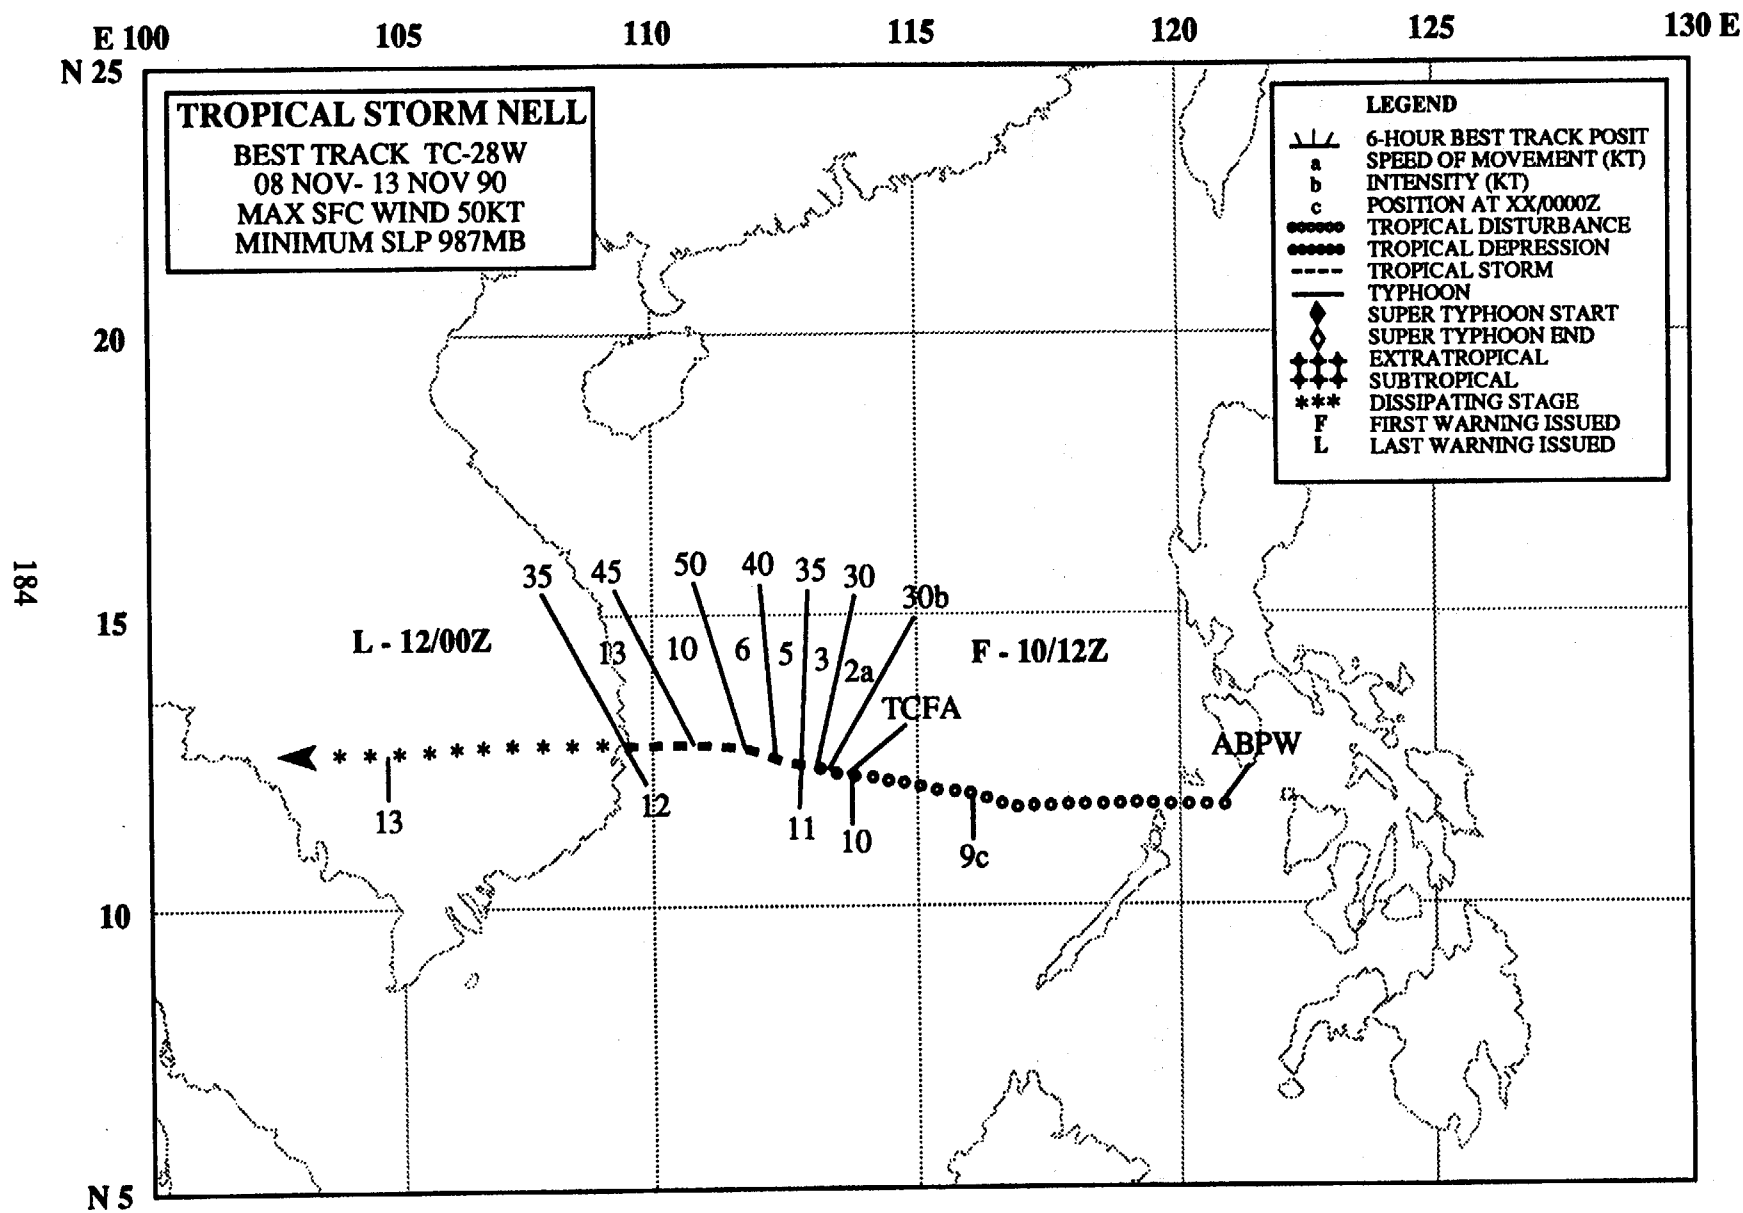 E 100 105 110 115 120 125 130 E
N 25
TROPICAL STORM NELL
BEST TRACK TC-28W
08 NOV- 13 NOV 90
MAX SFC WIND 50KT
MINIMUM SLP 987MB
LEGEND
6-HOUR BEST TRACK POSIT
a SPEED OF MOVEMENT (KT)
b INTENSITY (KT)
c POSITION AT XX/0000Z
TROPICAL DISTURBANCE
TROPICAL DEPRESSION
TROPICAL STORM
TYPHOON
SUPER TYPHOON START
SUPER TYPHOON END
EXTRATROPICAL
SUBTROPICAL
*** DISSIPATING STAGE
F FIRST WARNING ISSUED
L LAST WARNING ISSUED
20
184
35 45 50 40 35 30 30b
15
L - 12/00Z
13 10 6 5 3 2a
F - 10/12Z
TCFA
ABPW
13 12 11 10 9c
10
N 5